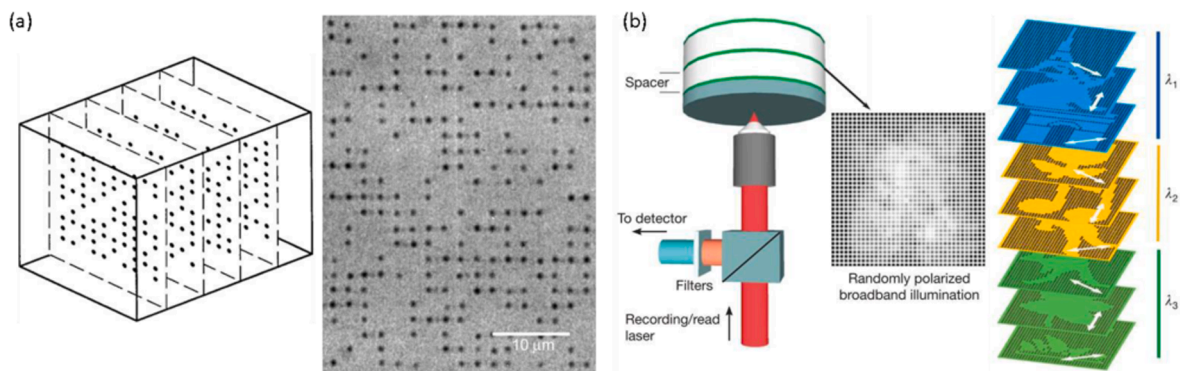 (a)
10 μm
(b)
Spacer
To detector
Filters
Recording/read
laser
Randomly polarized
broadband illumination
λ1
λ2
λ3